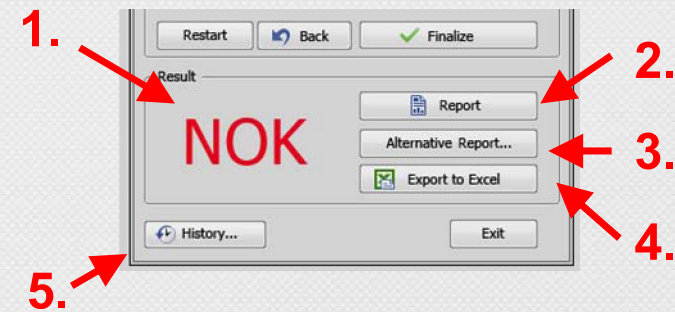 1.
Restart Back Finalize
2.
Result
Report
NOK
Alternative Report...
3.
Export to Excel
4.
History... Exit
5.